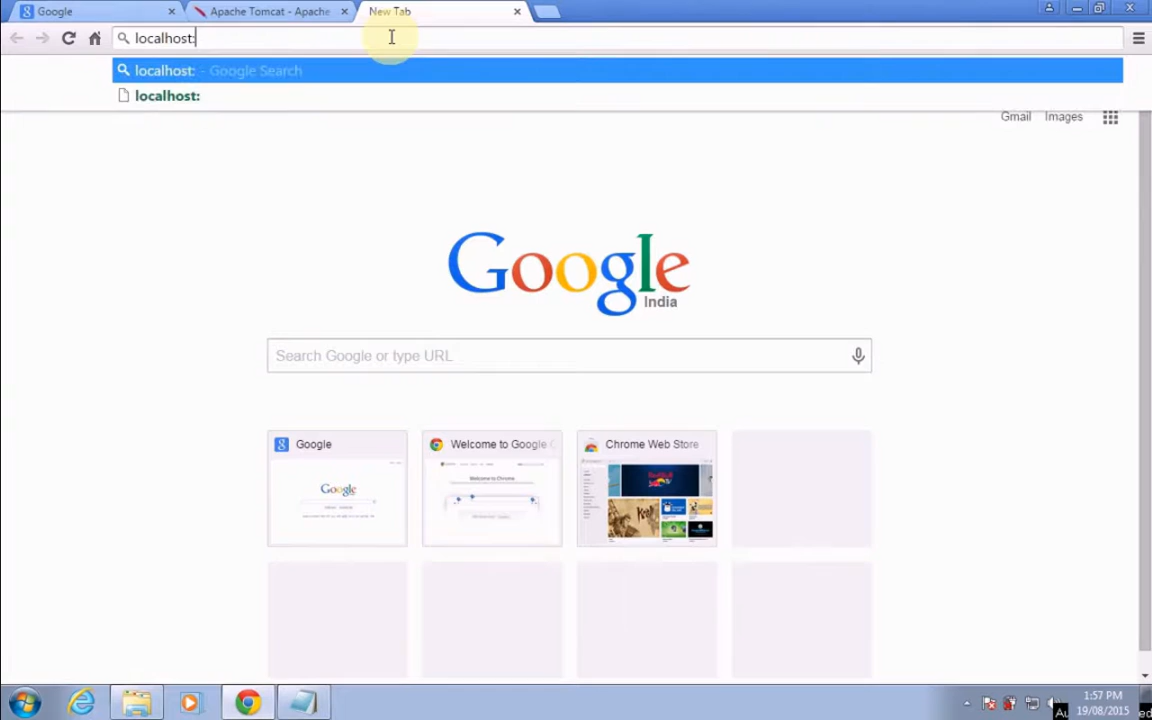 Google
Apache Tomcat - Apache
New Tab
localhost:
localhost: - Google Search
localhost:
Gmail Images
Google
India
Search Google or type URL
Google
Welcome to Google C
Chrome Web Store
1:57 PM
19/08/2015